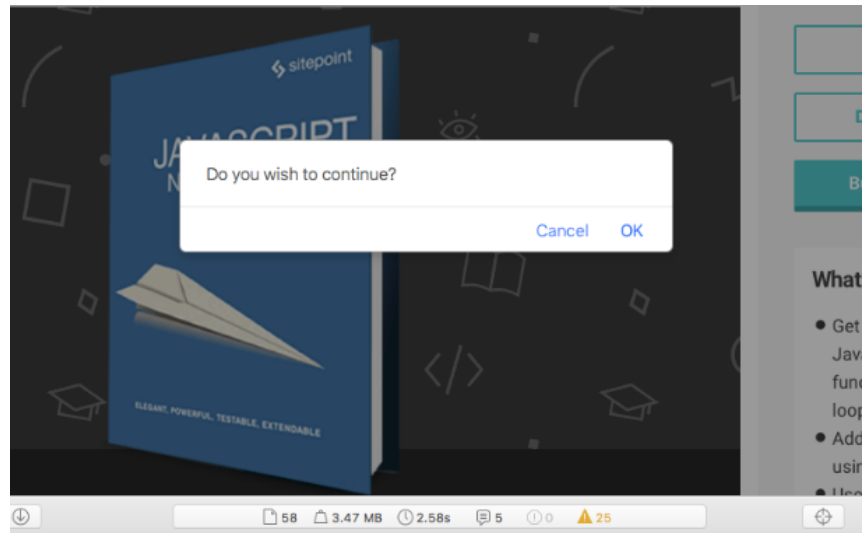 sitepoint
JAVASCRIPT
Do you wish to continue?
Cancel OK
ELEGANT, POWERFUL, TESTABLE, EXTENDABLE
What
Get
Add
58 3.47 MB 2.58s 5 0 25